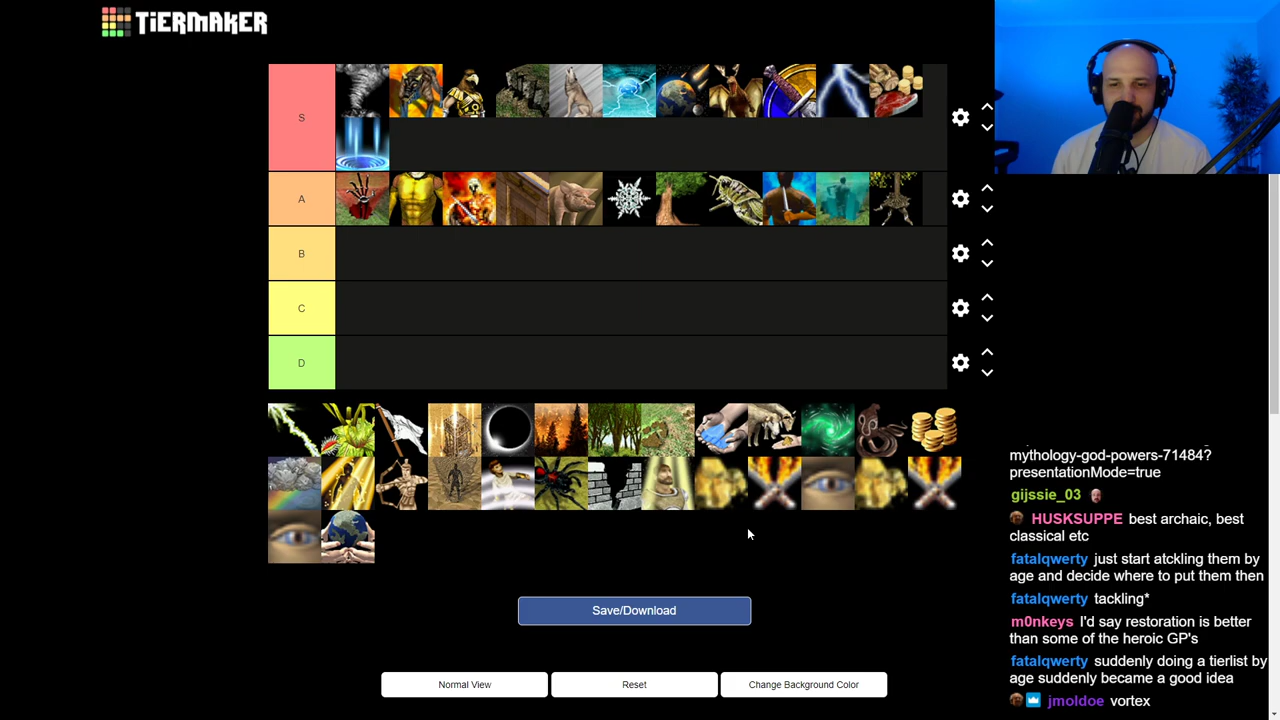 TiERMAKER
S
A
B
C
D
Save/Download
Normal View
Reset
Change Background Color
mythology-god-powers-71484?
presentationMode=true
gijssie_03
HUSKSUPPE best archaic, best
classical etc
fatalqwerty just start atckling them by
age and decide where to put them then
fatalqwerty tackling*
m0nkeys I'd say restoration is better
than some of the heroic GP's
fatalqwerty suddenly doing a tierlist by
age suddenly became a good idea
jmoldoe vortex